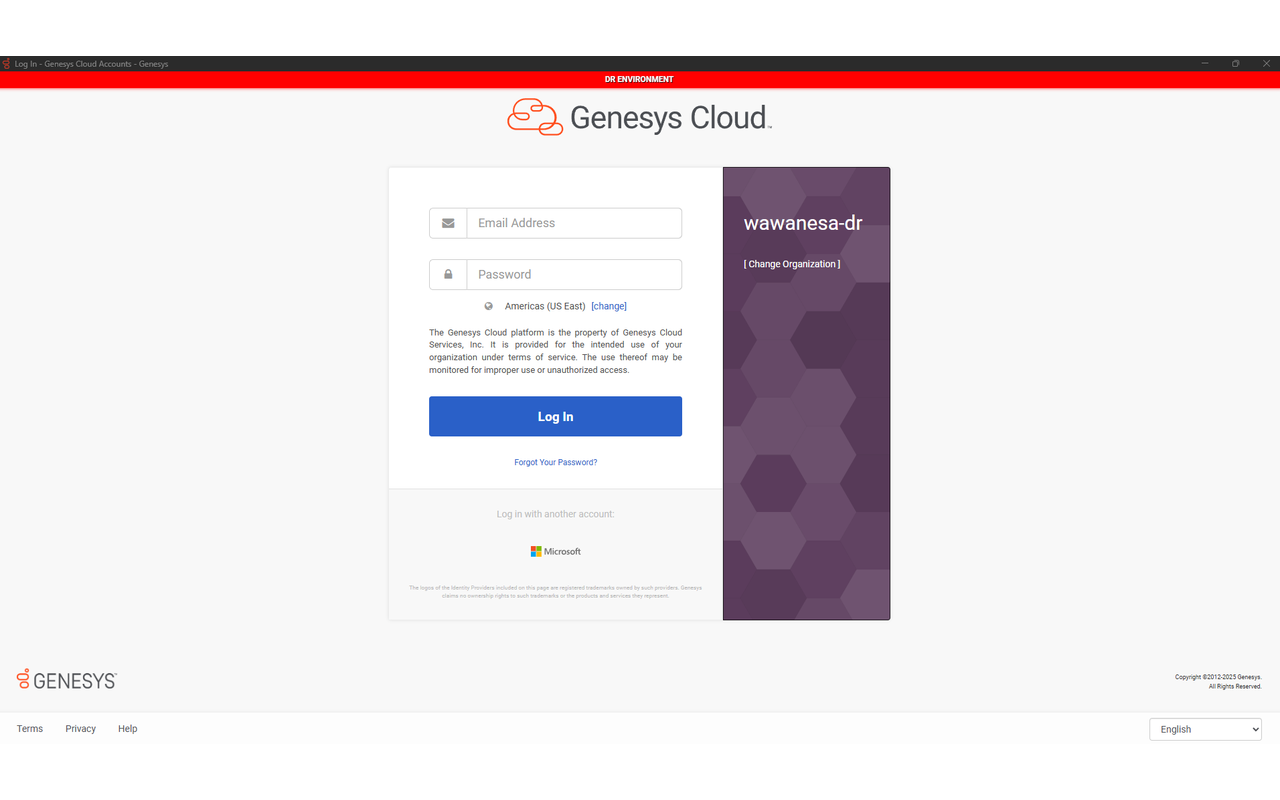 Log In - Genesys Cloud Accounts - Genesys
DR ENVIRONMENT
Genesys Cloud™
Email Address
Password
Americas (US East) [change]
The Genesys Cloud platform is the property of Genesys Cloud
Services, Inc. It is provided for the intended use of your
organization under terms of service. The use thereof may be
monitored for improper use or unauthorized access.
Log In
Forgot Your Password?
Log in with another account:
Microsoft
The logos of the Identity Providers included on this page are registered trademarks owned by such providers. Genesys
claims no ownership rights to such trademarks or the products and services they represent.
wawanesa-dr
[ Change Organization ]
GENESYS™
Copyright ©2012-2025 Genesys.
All Rights Reserved.
Terms Privacy Help
English